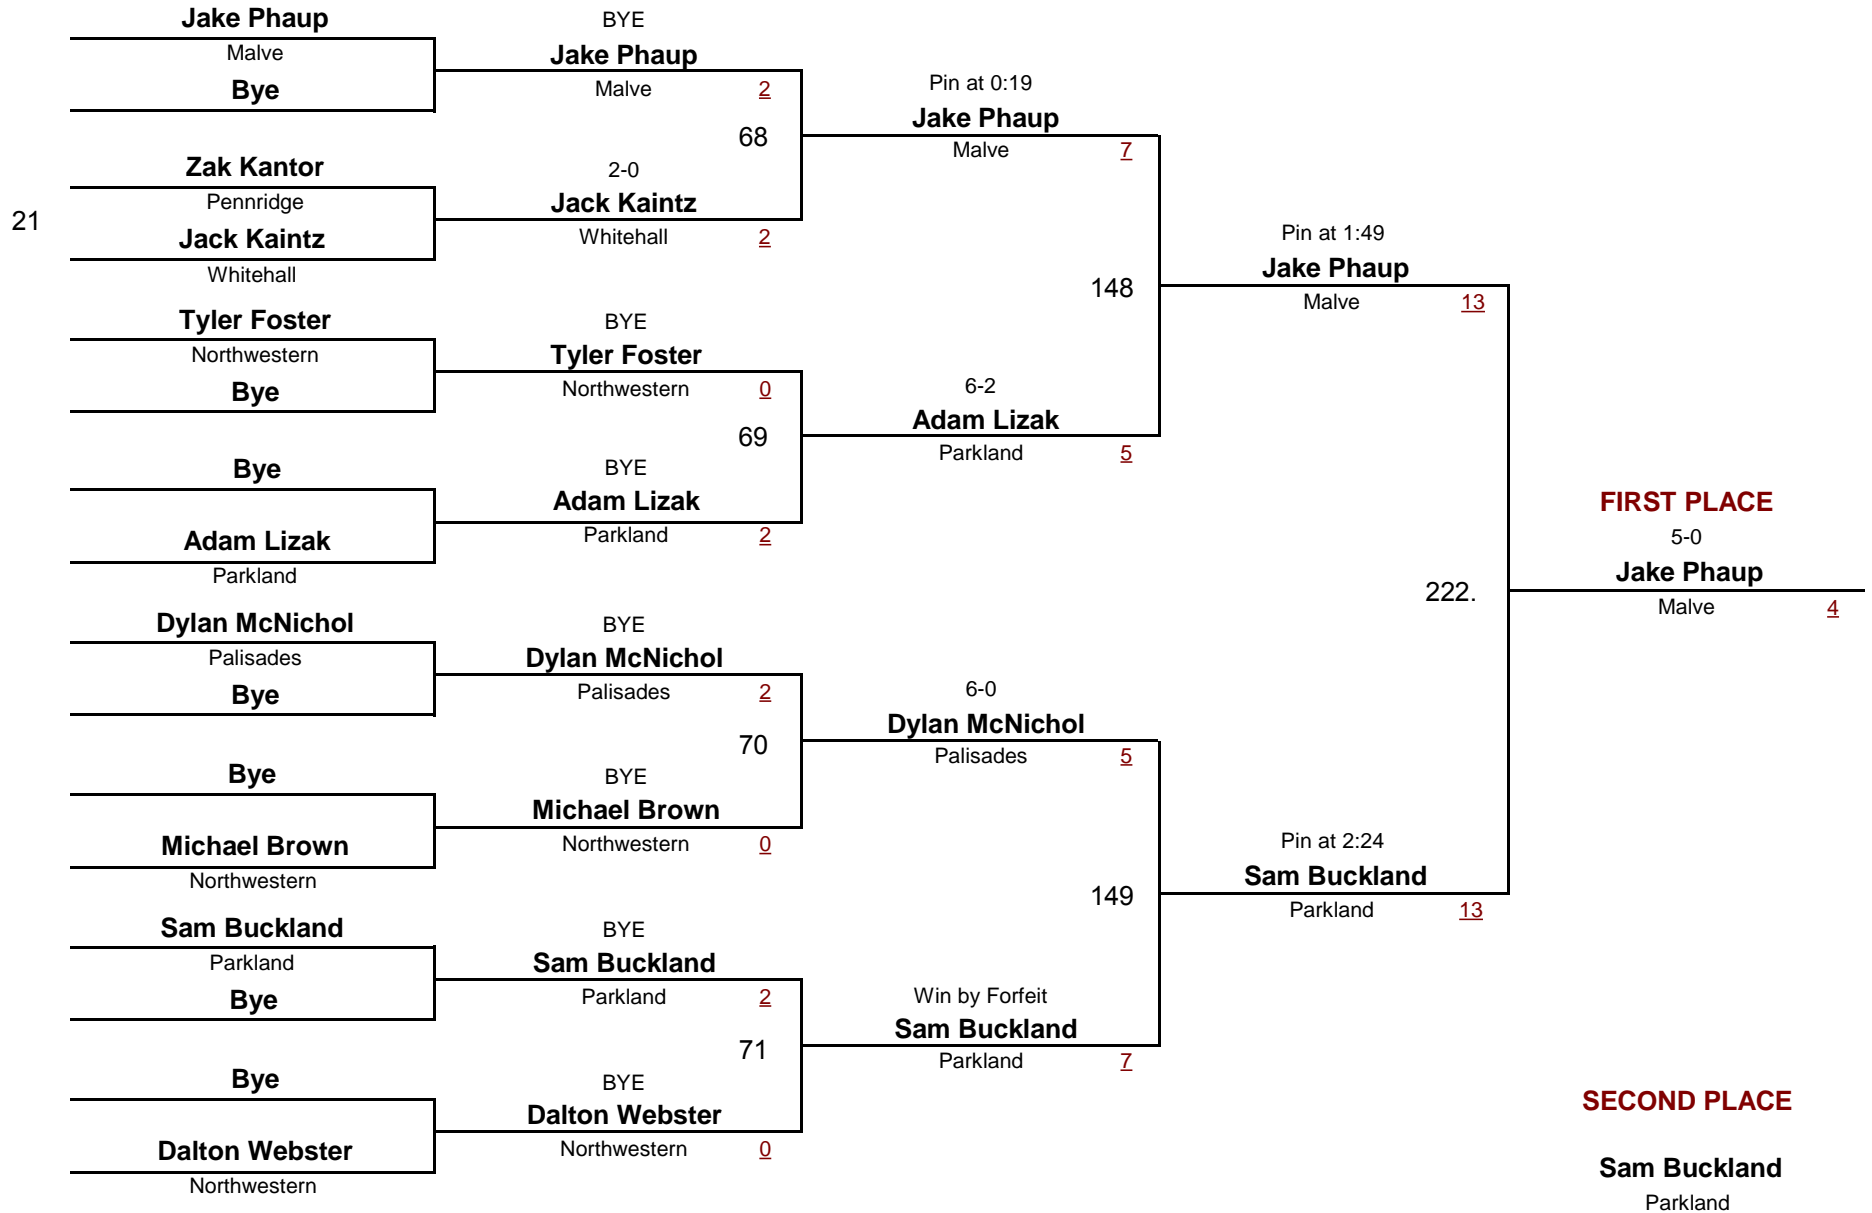 Jake Phaup
Malve
Bye
21
Zak Kantor
Pennridge
Jack Kaintz
Whitehall
Tyler Foster
Northwestern
Bye
Bye
Adam Lizak
Parkland
Dylan McNichol
Palisades
Bye
Bye
Michael Brown
Northwestern
Sam Buckland
Parkland
Bye
Bye
Dalton Webster
Northwestern
BYE
Jake Phaup
Malve 2
68
2-0
Jack Kaintz
Whitehall 2
BYE
Tyler Foster
Northwestern 0
69
BYE
Adam Lizak
Parkland 2
BYE
Dylan McNichol
Palisades 2
70
BYE
Michael Brown
Northwestern 0
BYE
Sam Buckland
Parkland 2
71
BYE
Dalton Webster
Northwestern 0
Pin at 0:19
Jake Phaup
Malve 7
148
6-2
Adam Lizak
Parkland 5
6-0
Dylan McNichol
Palisades 5
149
Win by Forfeit
Sam Buckland
Parkland 7
Pin at 1:49
Jake Phaup
Malve 13
222.
Pin at 2:24
Sam Buckland
Parkland 13
FIRST PLACE
5-0
Jake Phaup
Malve 4
SECOND PLACE
Sam Buckland
Parkland